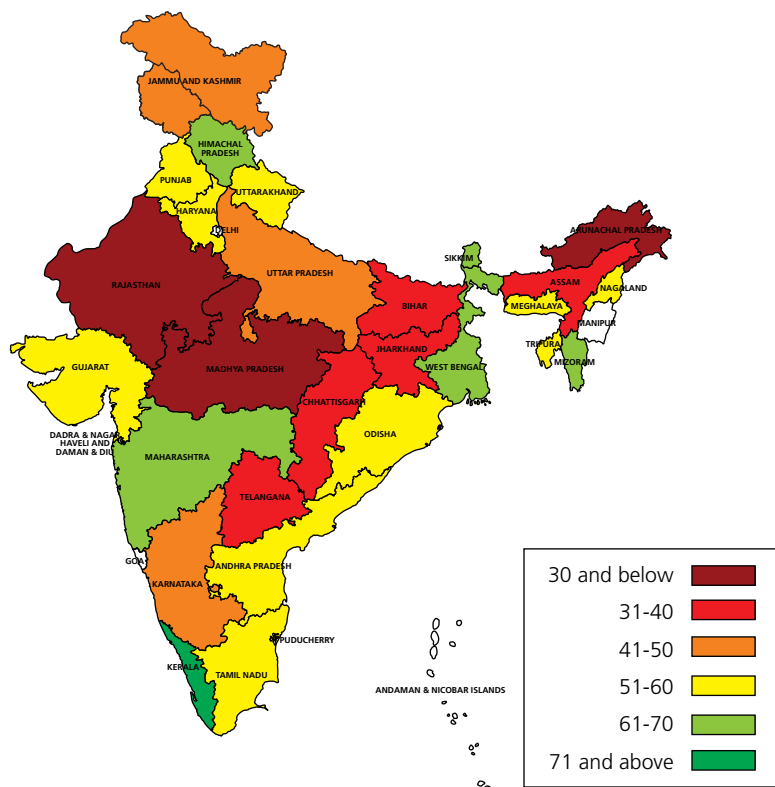 JAMMU AND KASHMIR
HIMACHAL
PRADESH
PUNJAB
UTTARAKHAND
HARYANA
DELHI
ARUNACHAL PRADESH
SIKKIM
RAJASTHAN
UTTAR PRADESH
ASSAM
NAGALAND
BIHAR
MEGHALAYA
MANIPUR
TRIPURA
JHARKHAND
MIZORAM
GUJARAT
MADHYA PRADESH
WEST BENGAL
CHHATTISGARH
DADRA & NAGAR
HAVELI AND
DAMAN & DIU
ODISHA
MAHARASHTRA
TELANGANA
GOA
ANDHRA PRADESH
KARNATAKA
PUDUCHERRY
KERALA
TAMIL NADU
ANDAMAN & NICOBAR ISLANDS
30 and below
31-40
41-50
51-60
61-70
71 and above